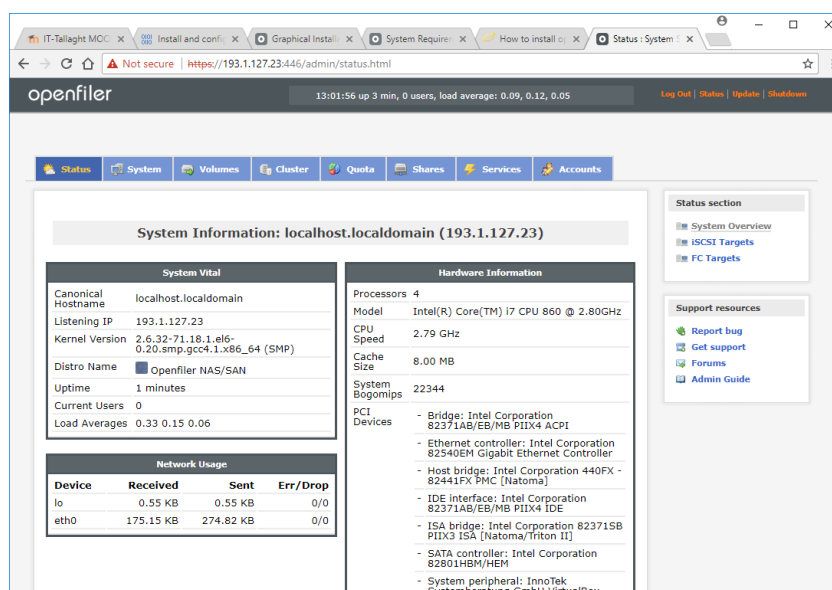 IT-Tallaght MOO
Install and confi
Graphical Install
System Requirem
How to install op
Status : System S
Not secure | https://193.1.127.23:446/admin/status.html
openfiler
13:01:56 up 3 min, 0 users, load average: 0.09, 0.12, 0.05
Log Out | Status | Update | Shutdown
Status
System
Volumes
Cluster
Quota
Shares
Services
Accounts
System Information: localhost.localdomain (193.1.127.23)
System Vital
Canonical Hostname localhost.localdomain
Listening IP 193.1.127.23
Kernel Version 2.6.32-71.18.1.el6-
0.20.smp.gcc4.1.x86_64 (SMP)
Distro Name Openfiler NAS/SAN
Uptime 1 minutes
Current Users 0
Load Averages 0.33 0.15 0.06
Network Usage
Device Received Sent Err/Drop
lo 0.55 KB 0.55 KB 0/0
eth0 175.15 KB 274.82 KB 0/0
Hardware Information
Processors 4
Model Intel(R) Core(TM) i7 CPU 860 @ 2.80GHz
CPU Speed 2.79 GHz
Cache Size 8.00 MB
System Bogomips 22344
PCI Devices
- Bridge: Intel Corporation
82371AB/EB/MB PIIX4 ACPI
- Ethernet controller: Intel Corporation
82540EM Gigabit Ethernet Controller
- Host bridge: Intel Corporation 440FX -
82441FX PMC [Natoma]
- IDE interface: Intel Corporation
82371AB/EB/MB PIIX4 IDE
- ISA bridge: Intel Corporation 82371SB
PIIX3 ISA [Natoma/Triton II]
- SATA controller: Intel Corporation
82801HBM/HEM
- System peripheral: InnoTek
Status section
System Overview
iSCSI Targets
FC Targets
Support resources
Report bug
Get support
Forums
Admin Guide